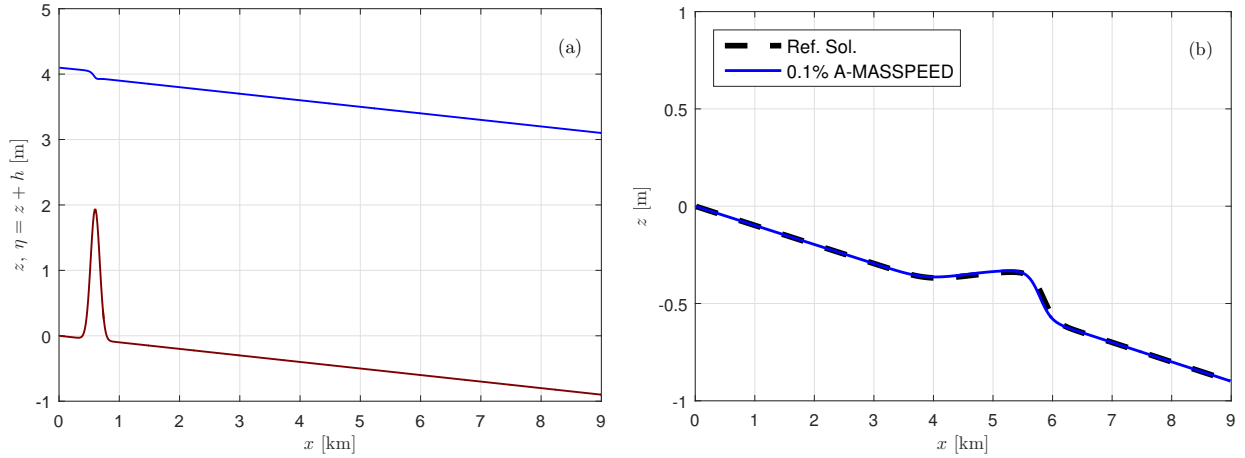 (a)
5
4
3
2
1
0
-1
z, η = z + h [m]
0 1 2 3 4 5 6 7 8 9
x [km]
(b)
Ref. Sol.
0.1% A-MASSPEED
1
0.5
0
-0.5
-1
z [m]
0 1 2 3 4 5 6 7 8 9
x [km]